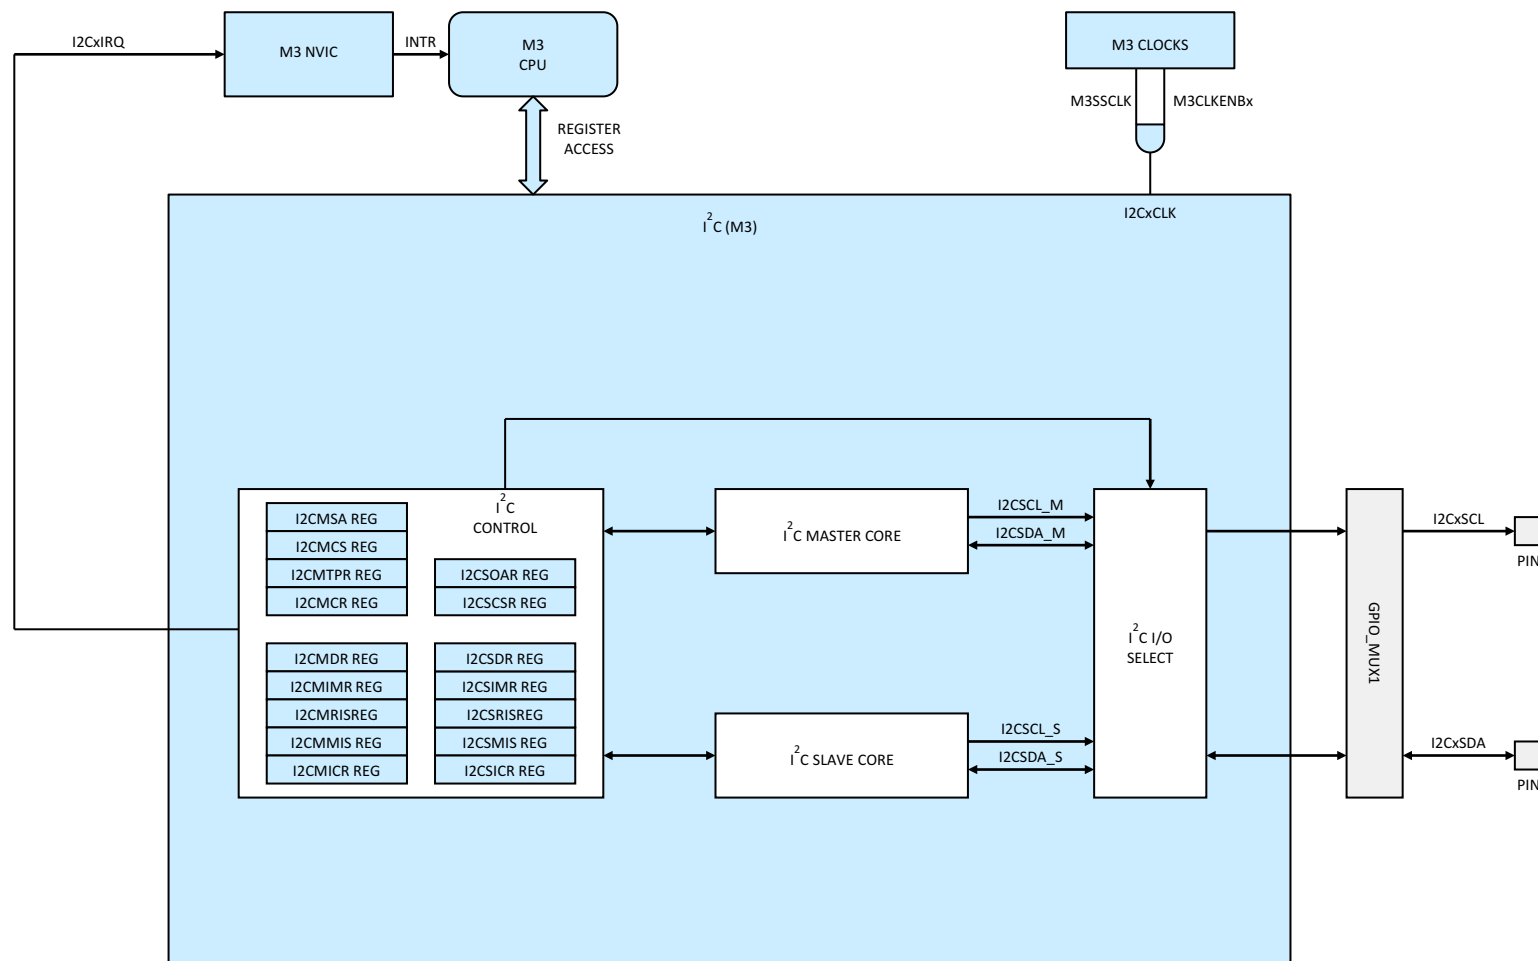 I2CxIRQ
M3 NVIC
INTR
M3
CPU
M3 CLOCKS
M3SSCLK
M3CLKENBx
REGISTER
ACCESS
I2CxCLK
I²C (M3)
I²C
CONTROL
I2CMSA REG
I2CMCS REG
I2CMTPR REG
I2CMCR REG
I2CSOAR REG
I2CSCSR REG
I2CMDR REG
I2CMIMR REG
I2CMRISREG
I2CMMIS REG
I2CMICR REG
I2CSDR REG
I2CSIMR REG
I2CSRISREG
I2CSMIS REG
I2CSICR REG
I²C MASTER CORE
I2CSCL_M
I2CSDA_M
I²C SLAVE CORE
I2CSCL_S
I2CSDA_S
I²C I/O
SELECT
GPIO_MUX1
I2CxSCL
PIN
I2CxSDA
PIN